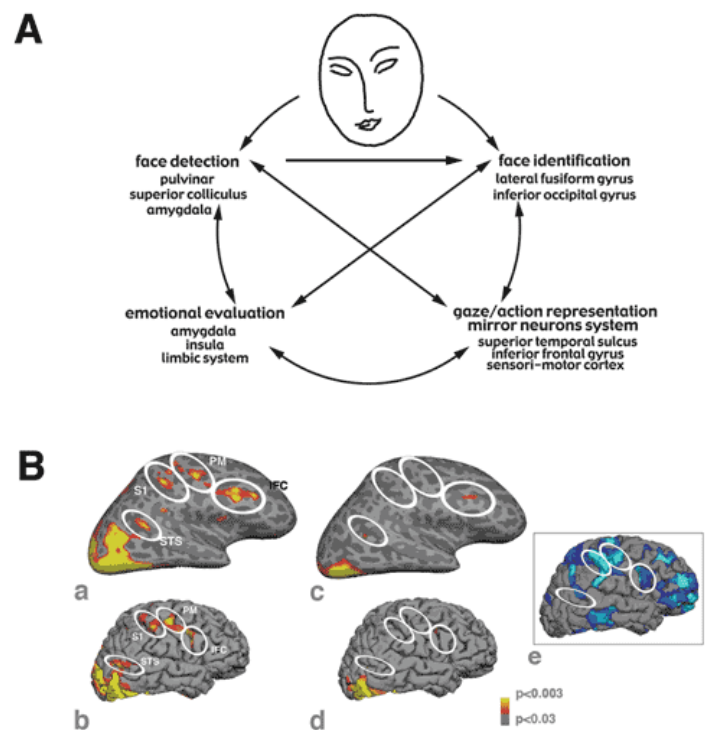 A
face detection
pulvinar
superior colliculus
amygdala
face identification
lateral fusiform gyrus
inferior occipital gyrus
emotional evaluation
amygdala
insula
limbic system
gaze/action representation
mirror neurons system
superior temporal sulcus
inferior frontal gyrus
sensori-motor cortex
B
PM
S1
IFC
STS
a
c
PM
S1
IFC
STS
b
d
e
p<0.003
p<0.03